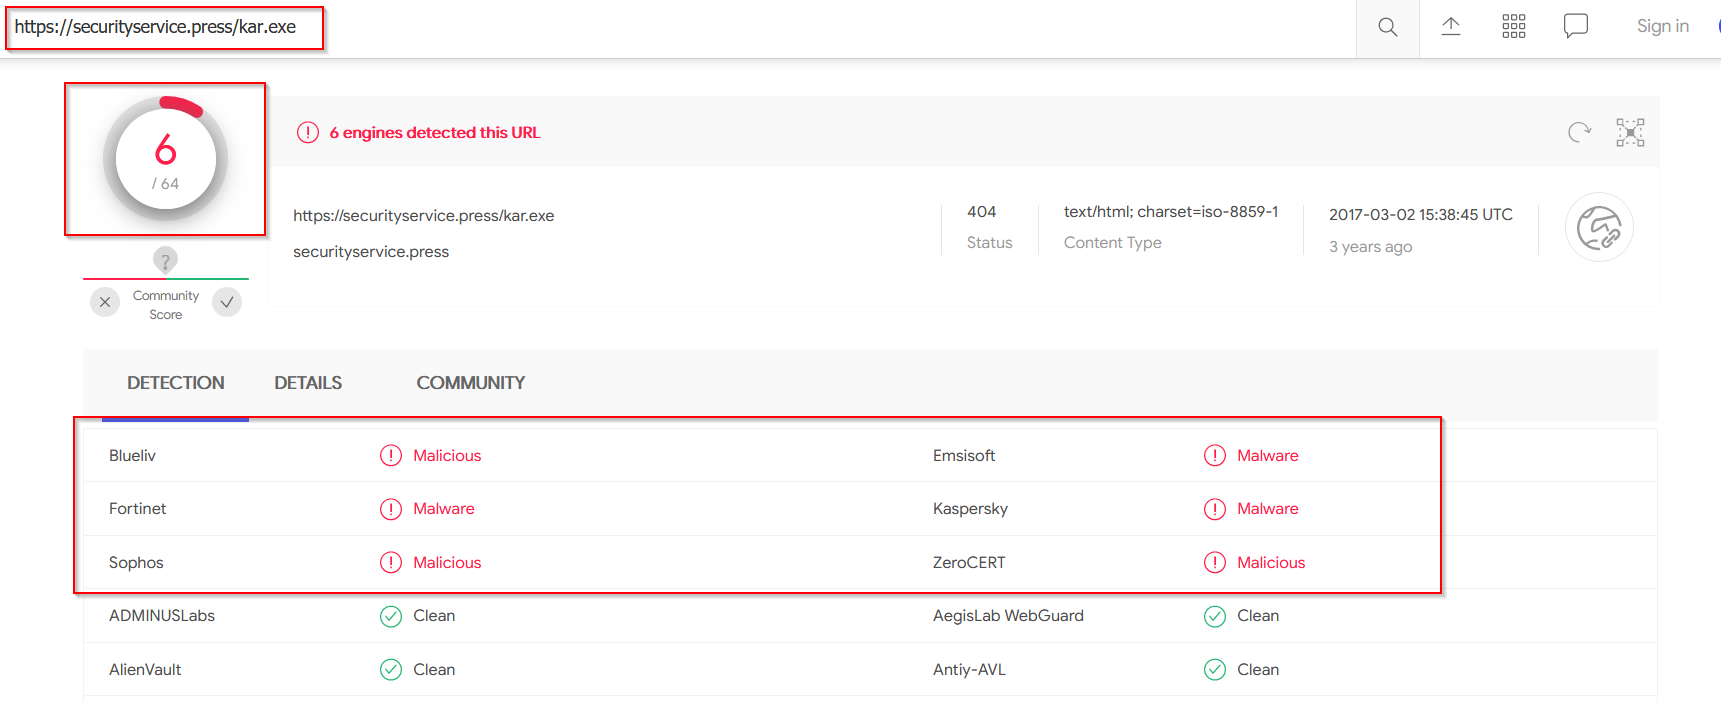 https://securityservice.press/kar.exe
Sign in
6
/ 64
6 engines detected this URL
https://securityservice.press/kar.exe
securityservice.press
404
Status
text/html; charset=iso-8859-1
Content Type
2017-03-02 15:38:45 UTC
3 years ago
?
Community
Score
DETECTION DETAILS COMMUNITY
Blueliv Malicious Emsisoft Malware
Fortinet Malware Kaspersky Malware
Sophos Malicious ZeroCERT Malicious
ADMINUSLabs Clean AegisLab WebGuard Clean
AlienVault Clean Antiy-AVL Clean